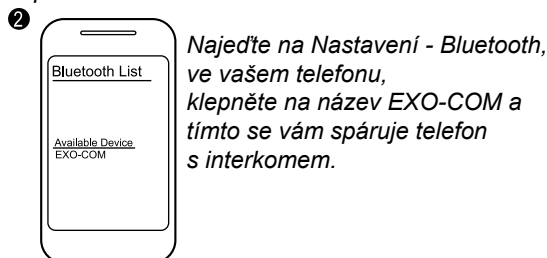 ❷
Bluetooth List
Available Device
EXO-COM
Najeďte na Nastavení - Bluetooth,
ve vašem telefonu,
klepněte na název EXO-COM a
tímto se vám spáruje telefon
s interkomem.